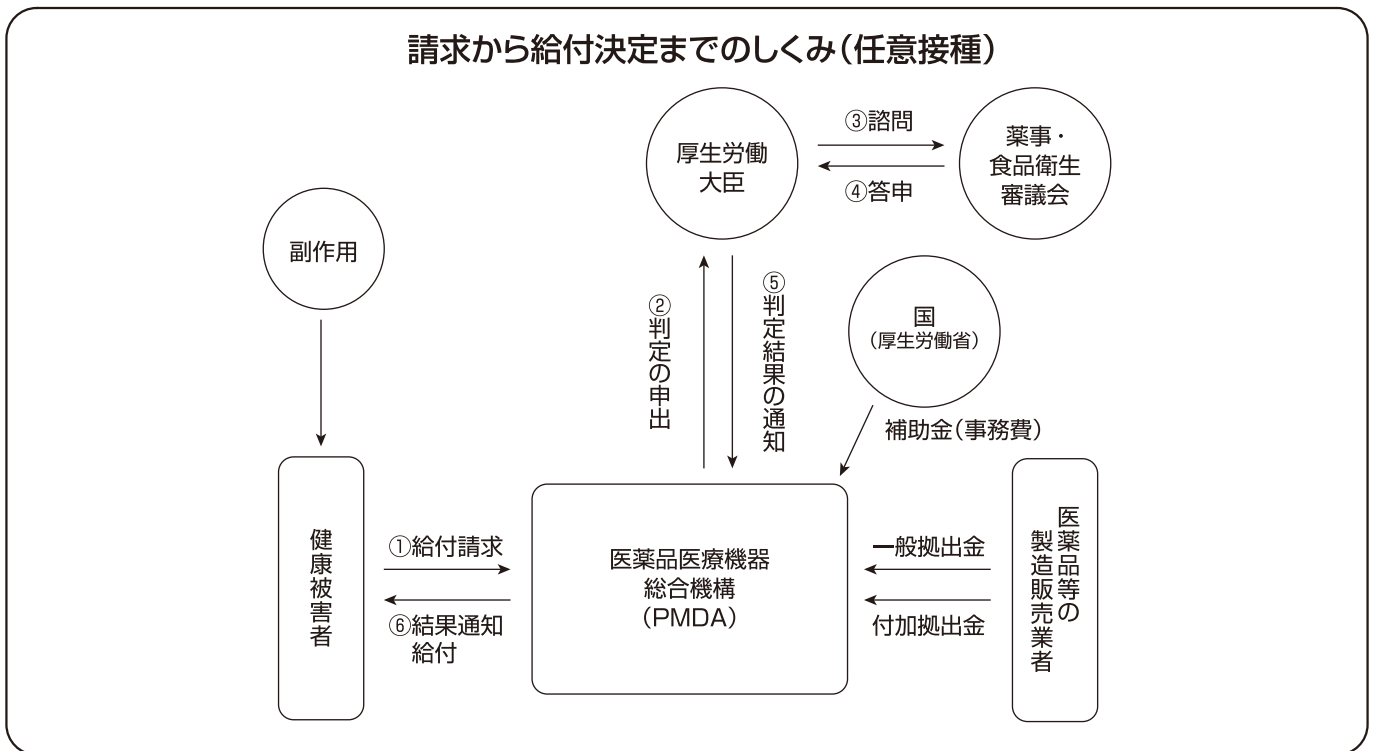 請求から給付決定までのしくみ（任意接種）
厚生労働
大臣
③諮問
④答申
薬事・
食品衛生
審議会
副作用
②判定の申出
⑤判定結果の通知
国
（厚生労働省）
補助金（事務費）
健康被害者
①給付請求
⑥結果通知
給付
医薬品医療機器
総合機構
（PMDA）
一般拠出金
付加拠出金
医薬品等の
製造販売業者